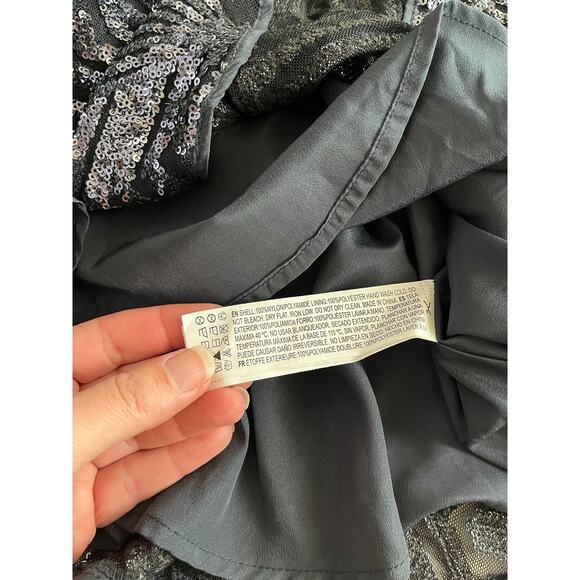 EN SHELL:100%NYLON/POLYAMIDE LINING:100%POLYESTER HAND WASH COLD. DO
NOT BLEACH. DRY FLAT. IRON LOW. DO NOT DRY CLEAN. MADE IN CHINA. ES TELA
EXTERIOR:100%POLIAMIDA FORRO:100%POLIESTER LAVAR A MANO, TEMPERATURA
MÁXIMA 40 °C. NO USAR BLANQUEADOR, SECADO EXTENDIDO. PLANCHAR A UNA
TEMPERATURA MÁXIMA DE LA BASE DE 110 °C, SIN VAPOR. PLANCHAR CON VAPOR
PUEDE CAUSAR DAÑO IRREVERSIBLE. NO LIMPIEZA EN SECO. HECHO EN CHINA
FR ÉTOFFE EXTÉRIEURE:100%POLYAMIDE DOUBLURE:100%POLYESTER LAVER À